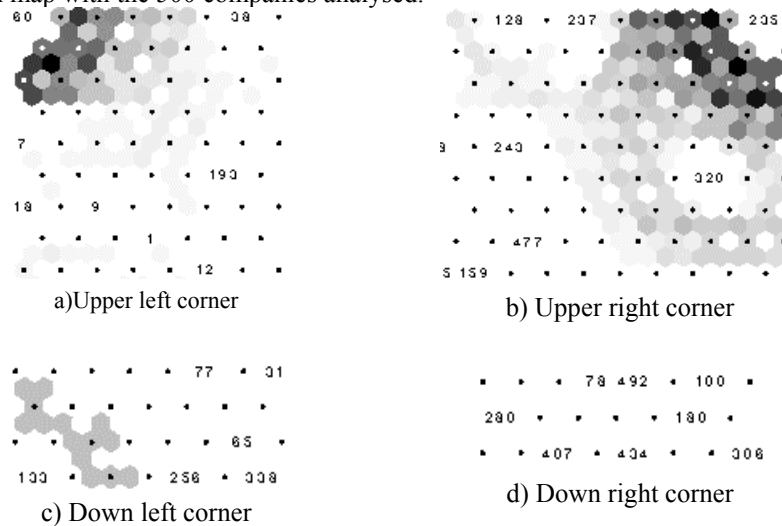 map with the 500 companies analysed.
60 38
7
193
18 9
1
12
a)Upper left corner
128 237 235
243
320
477
159
b) Upper right corner
77 31
65
133 256 338
c) Down left corner
78 492 100
280 180
407 434 306
d) Down right corner